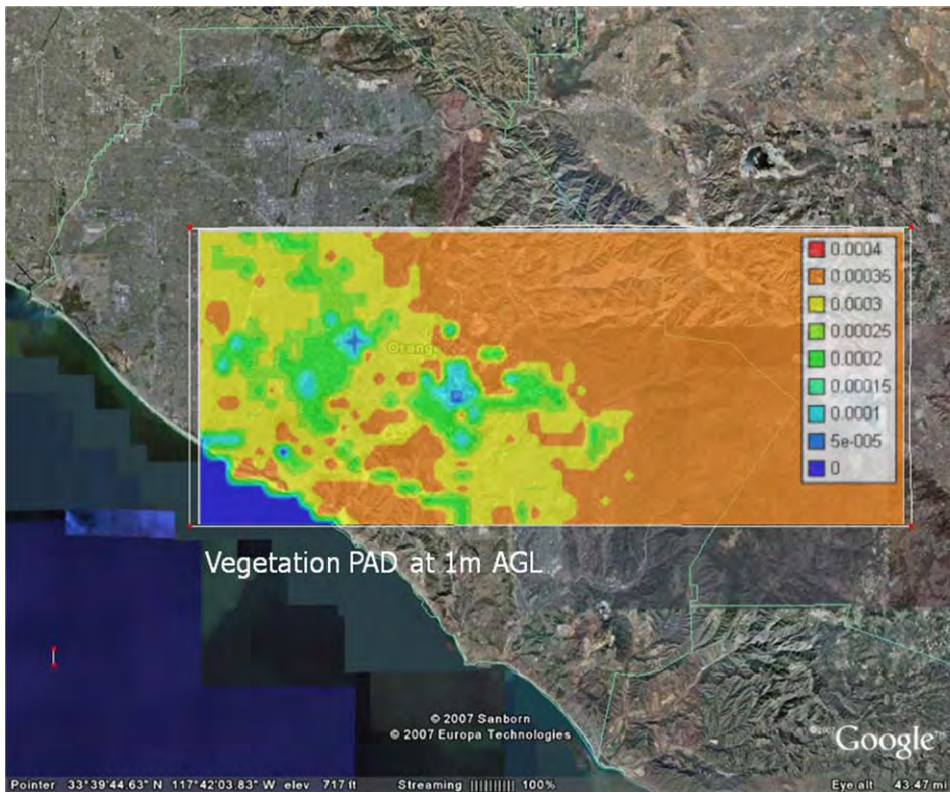 0.0004
0.00035
0.0003
0.00025
0.0002
0.00015
0.0001
5e-005
0
Orange
Vegetation PAD at 1m AGL
© 2007 Sanborn
© 2007 Europa Technologies
Google
Pointer 33°39'44.63" N 117°42'03.83" W elev 717 ft Streaming |||||||||| 100% Eye alt 43.47 mi